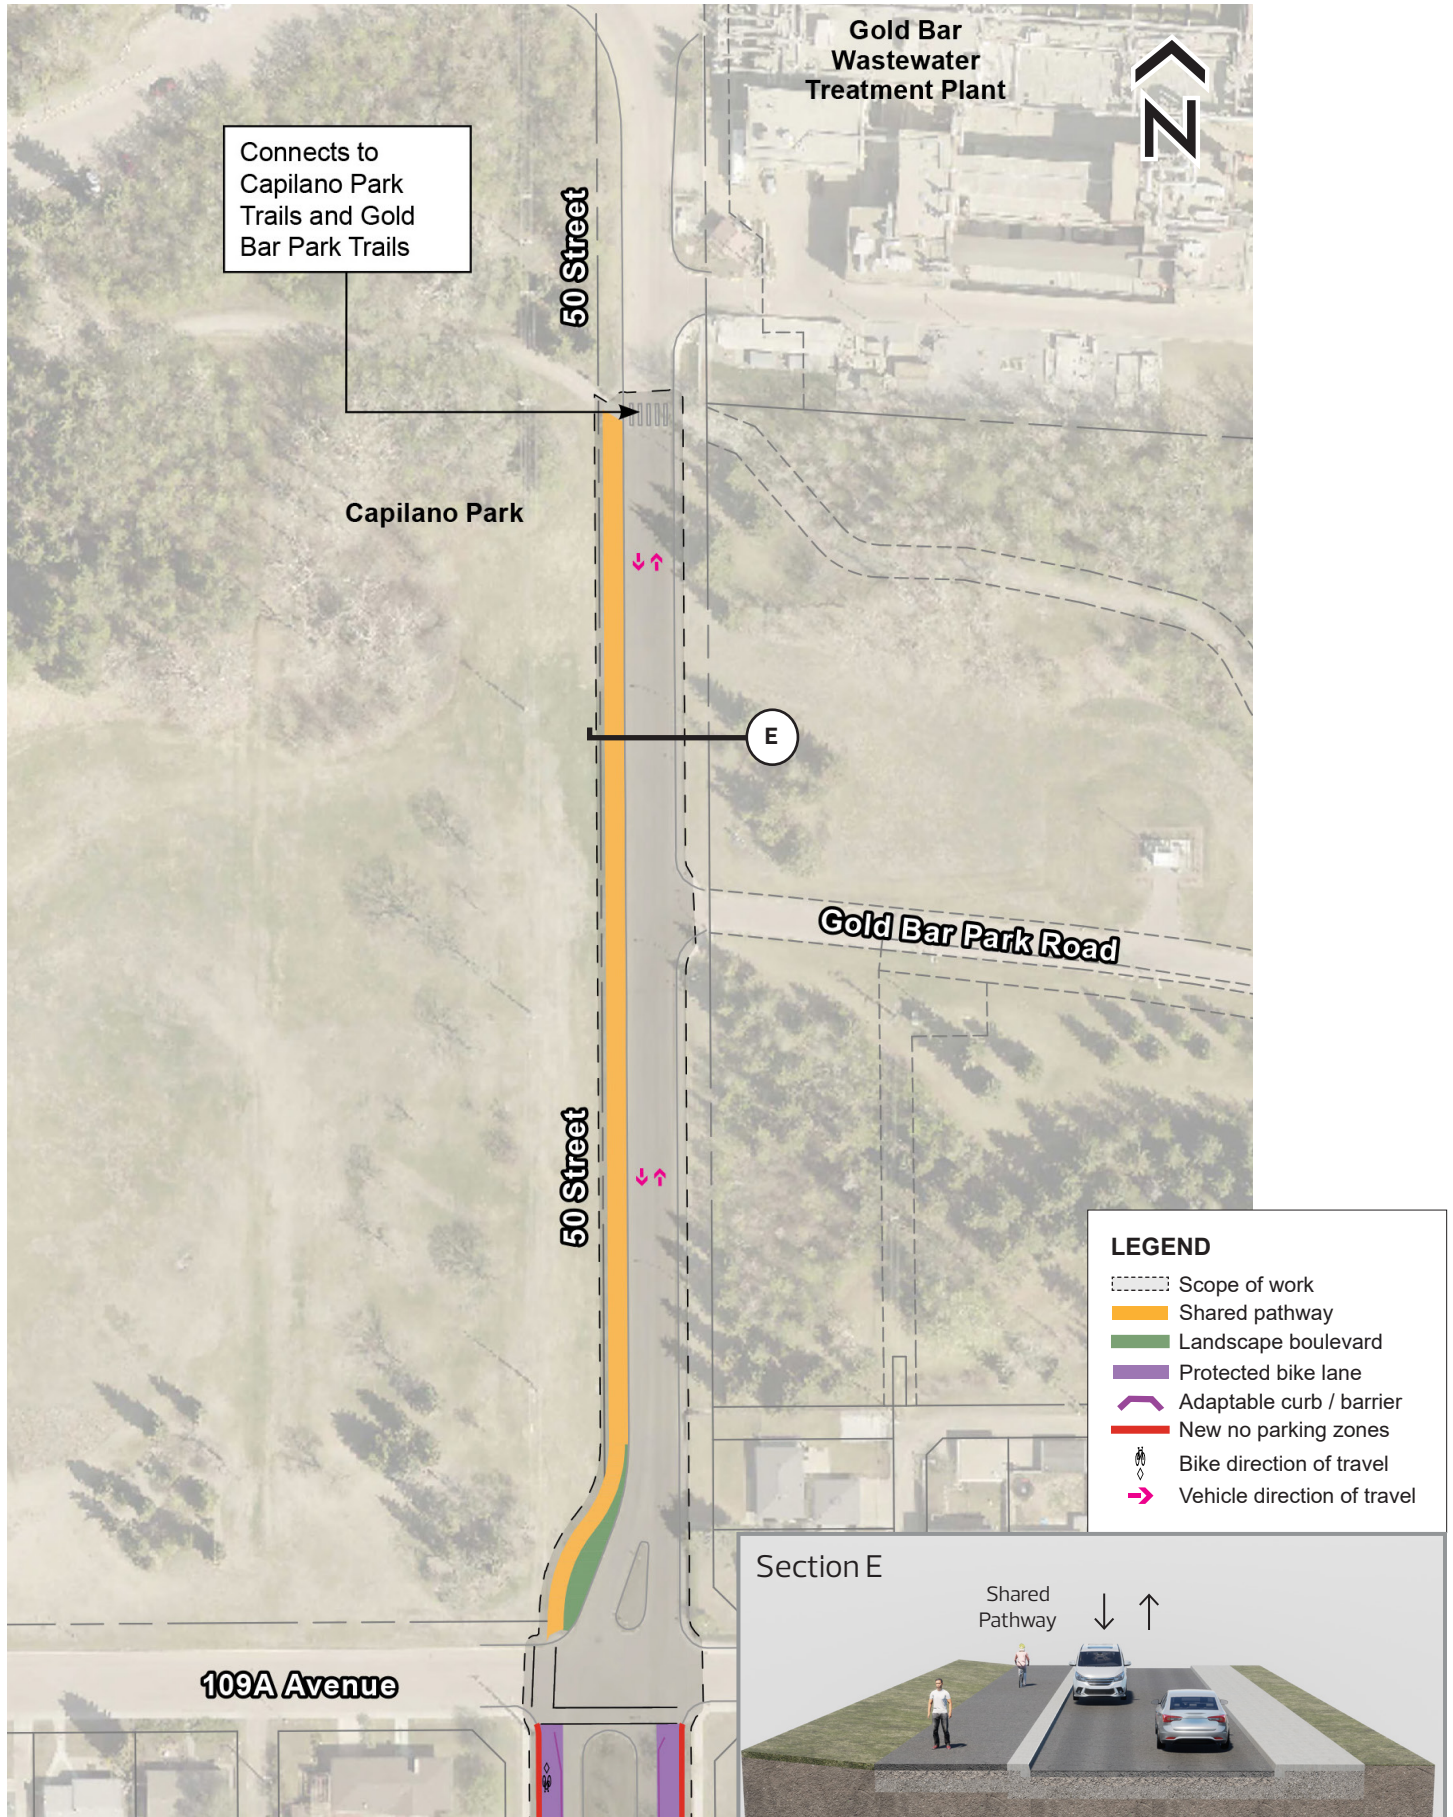 Gold Bar
Wastewater
Treatment Plant
N
Connects to
Capilano Park
Trails and Gold
Bar Park Trails
50 Street
Capilano Park
E
Gold Bar Park Road
50 Street
LEGEND
Scope of work
Shared pathway
Landscape boulevard
Protected bike lane
Adaptable curb / barrier
New no parking zones
Bike direction of travel
Vehicle direction of travel
109A Avenue
Section E
Shared
Pathway